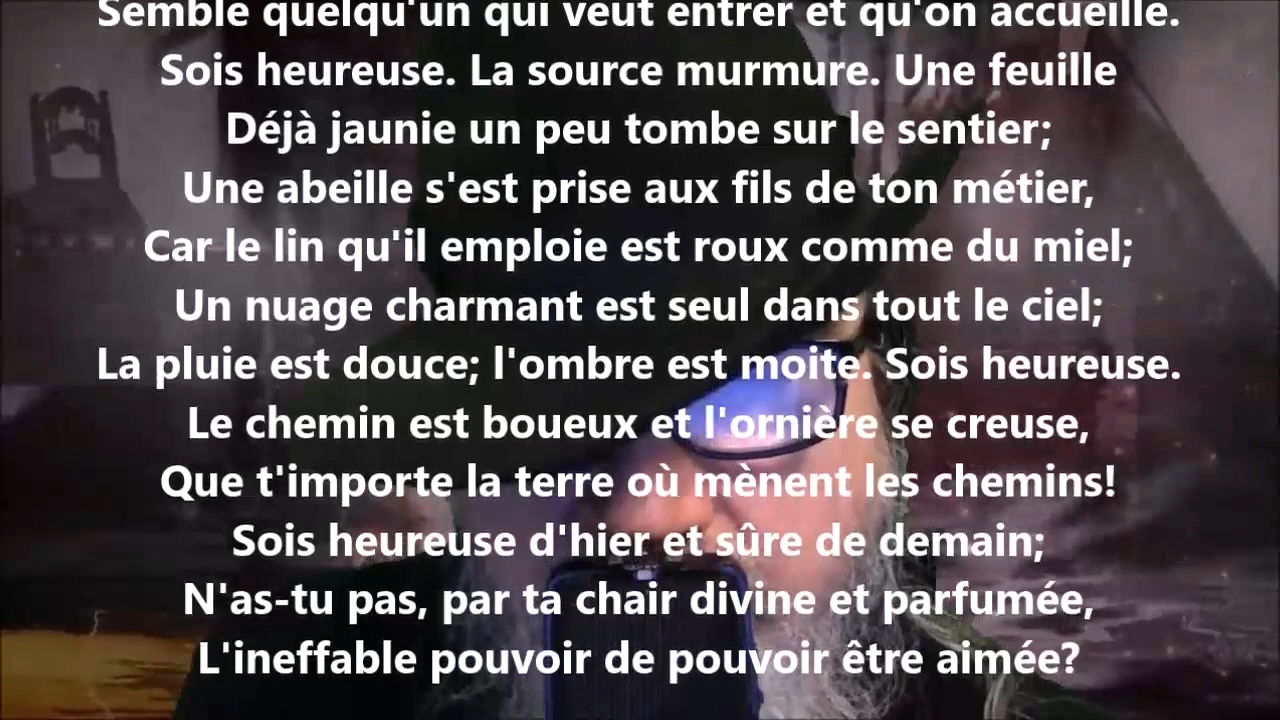 Semble quelqu'un qui veut entrer et qu'on accueille.
Sois heureuse. La source murmure. Une feuille
Déjà jaunie un peu tombe sur le sentier;
Une abeille s'est prise aux fils de ton métier,
Car le lin qu'il emploie est roux comme du miel;
Un nuage charmant est seul dans tout le ciel;
La pluie est douce; l'ombre est moite. Sois heureuse.
Le chemin est boueux et l'ornière se creuse,
Que t'importe la terre où mènent les chemins!
Sois heureuse d'hier et sûre de demain;
N'as-tu pas, par ta chair divine et parfumée,
L'ineffable pouvoir de pouvoir être aimée?